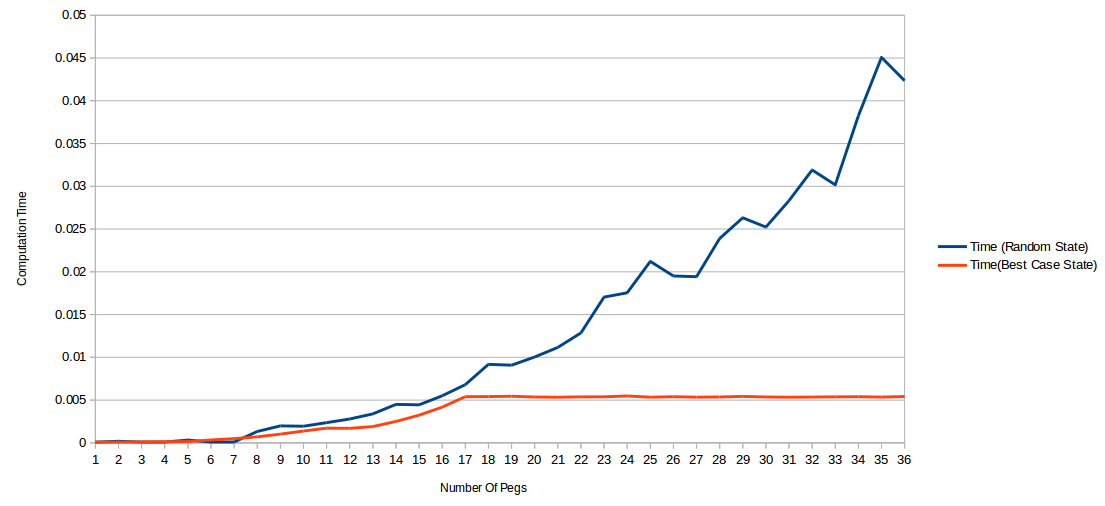 0.05
0.045
0.04
0.035
0.03
0.025
0.02
0.015
0.01
0.005
0
Computation Time
1 2 3 4 5 6 7 8 9 10 11 12 13 14 15 16 17 18 19 20 21 22 23 24 25 26 27 28 29 30 31 32 33 34 35 36
Number Of Pegs
Time (Random State)
Time(Best Case State)